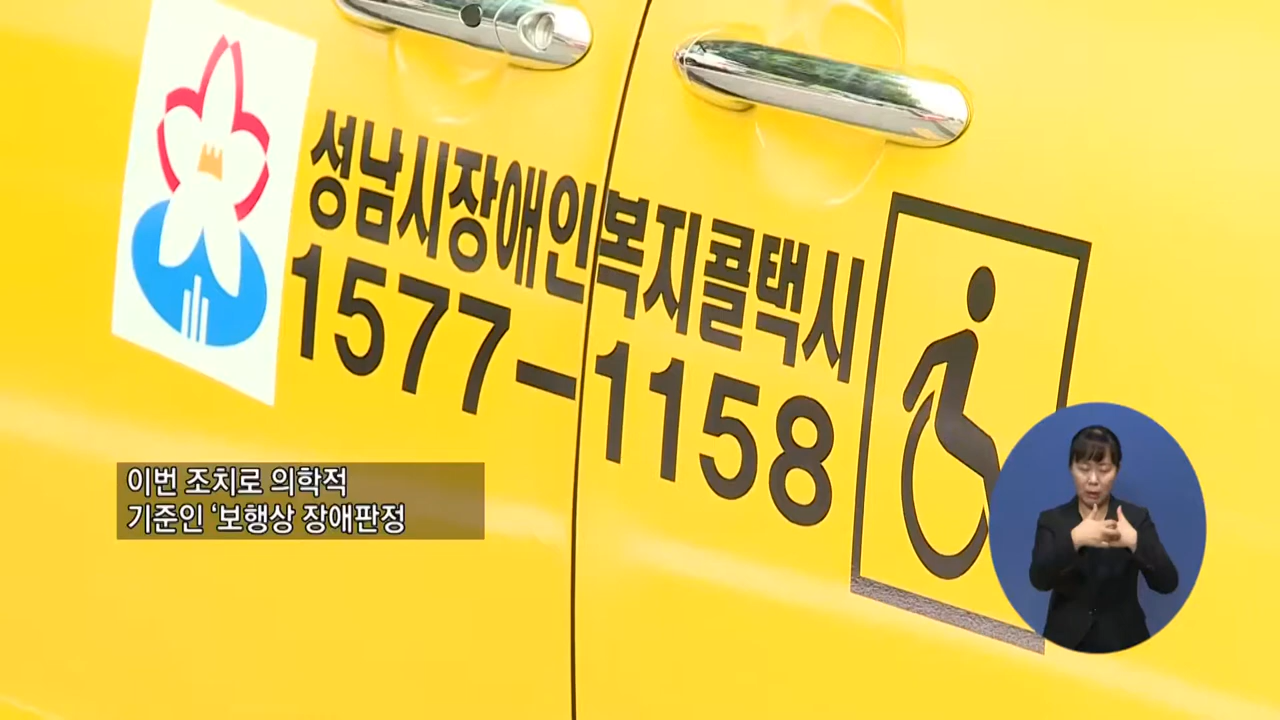 성남시장애인복지콜택시
1577-1158
이번 조치로 의학적
기준인 ‘보행상 장애판정